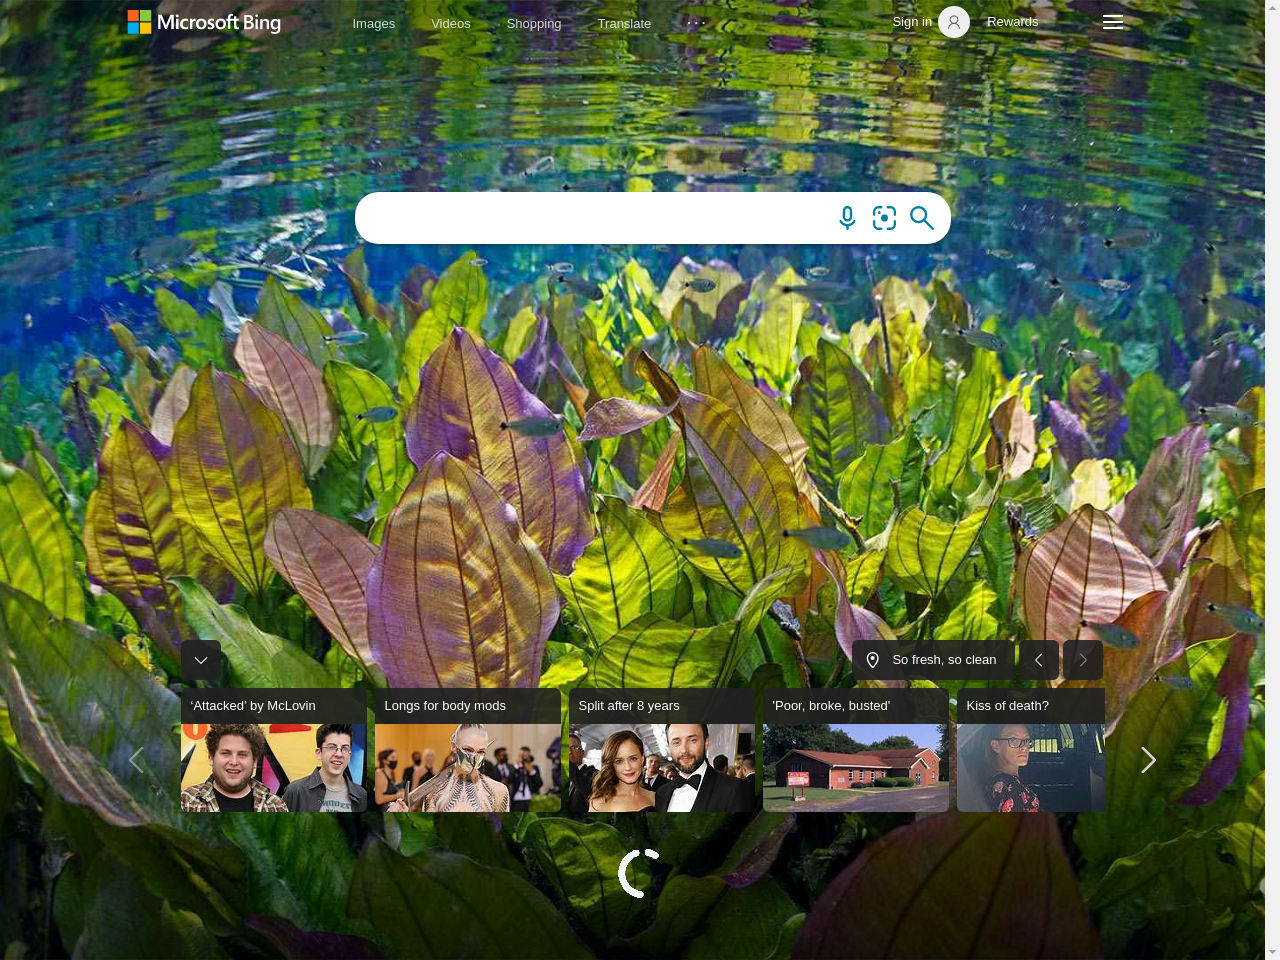 Microsoft Bing
Images
Videos
Shopping
Translate
Sign in
Rewards
So fresh, so clean
‘Attacked’ by McLovin
Longs for body mods
Split after 8 years
'Poor, broke, busted'
Kiss of death?